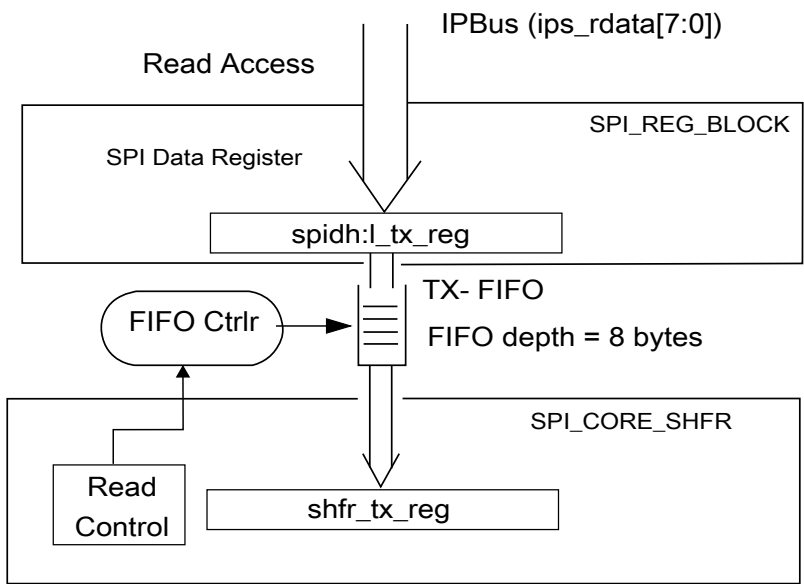 IPBus (ips_rdata[7:0])
Read Access
SPI_REG_BLOCK
SPI Data Register
spidh:l_tx_reg
TX- FIFO
FIFO Ctrlr
FIFO depth = 8 bytes
SPI_CORE_SHFR
Read
Control
shfr_tx_reg